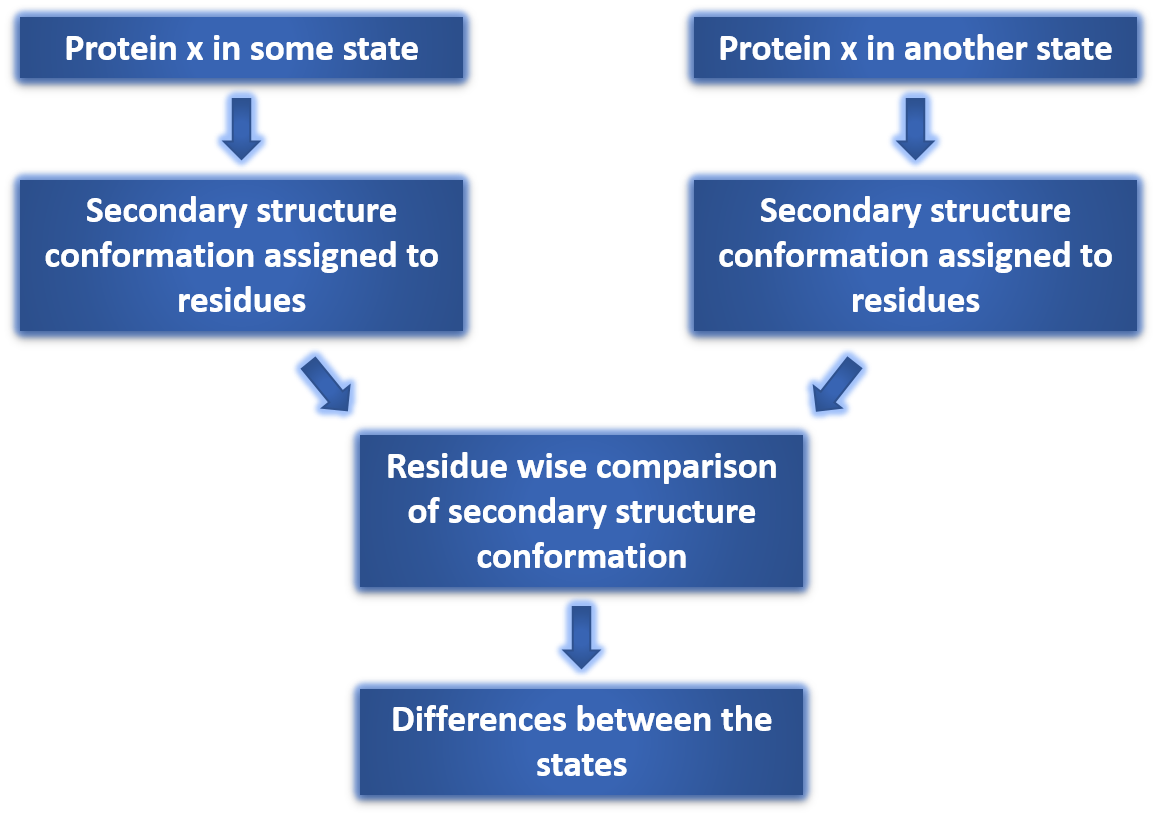 Protein x in some state
Protein x in another state
Secondary structure
conformation assigned to
residues
Secondary structure
conformation assigned to
residues
Residue wise comparison
of secondary structure
conformation
Differences between the
states